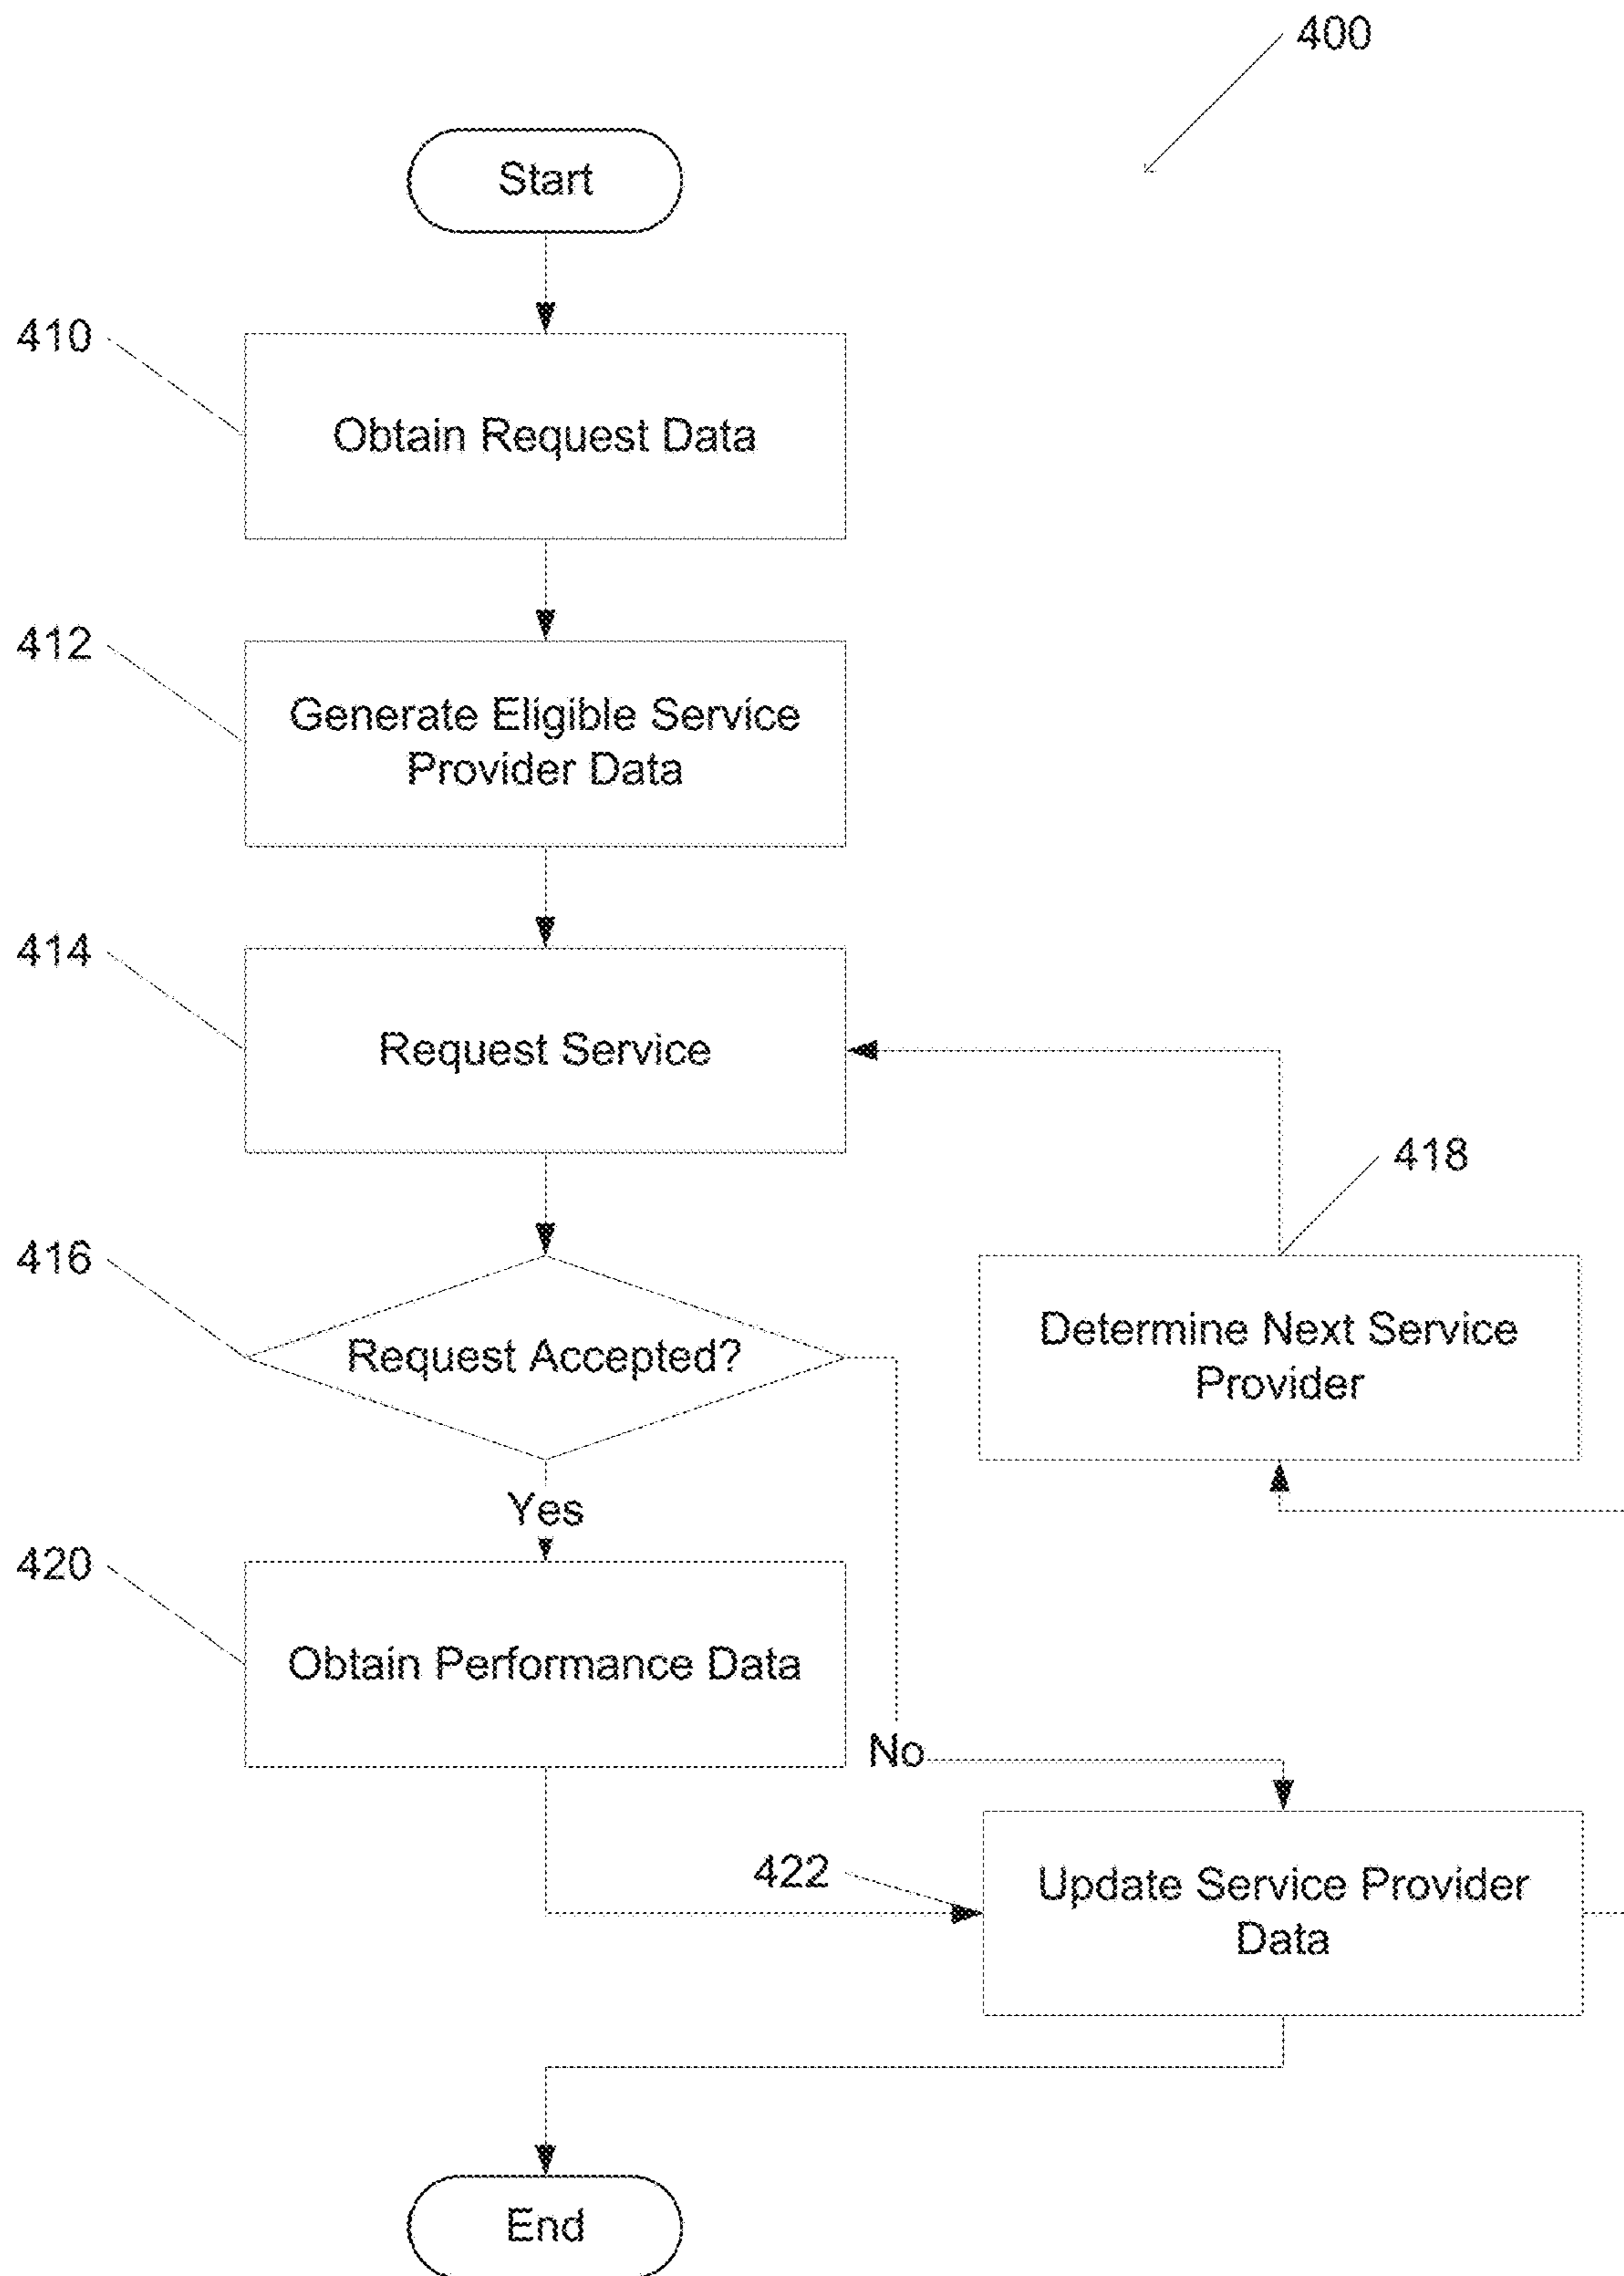 400
Start
410
Obtain Request Data
412
Generate Eligible Service
Provider Data
414
Request Service
418
416
Request Accepted?
Determine Next Service
Provider
Yes
420
Obtain Performance Data
No
422
Update Service Provider
Data
End